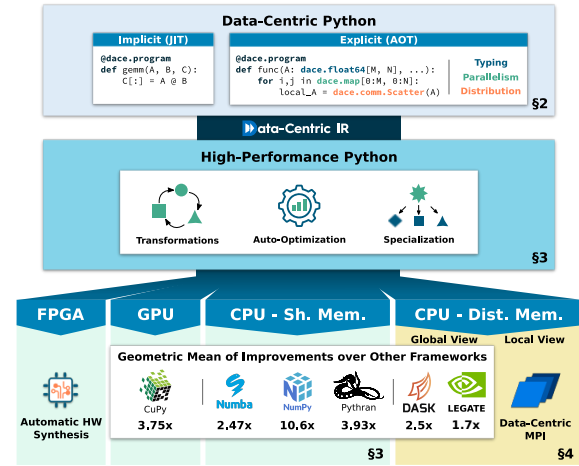 Data-Centric Python
Implicit (JIT)
@dace.program
def gemm(A, B, C):
C[:] = A @ B
Explicit (AOT)
@dace.program
def func(A: dace.float64[M, N], ...):
for i,j in dace.map[0:M, 0:N]:
local_A = dace.comm.Scatter(A)
Typing
Parallelism
Distribution
§2
Data-Centric IR
High-Performance Python
Transformations
Auto-Optimization
Specialization
§3
FPGA
GPU
CPU - Sh. Mem.
CPU - Dist. Mem.
Global View
Local View
Geometric Mean of Improvements over Other Frameworks
CuPy
Numba
NumPy
Pythran
DASK
LEGATE
3.75x
2.47x
10,6x
3.93x
2.5x
1.7x
Automatic HW
Synthesis
Data-Centric
MPI
§3
§4